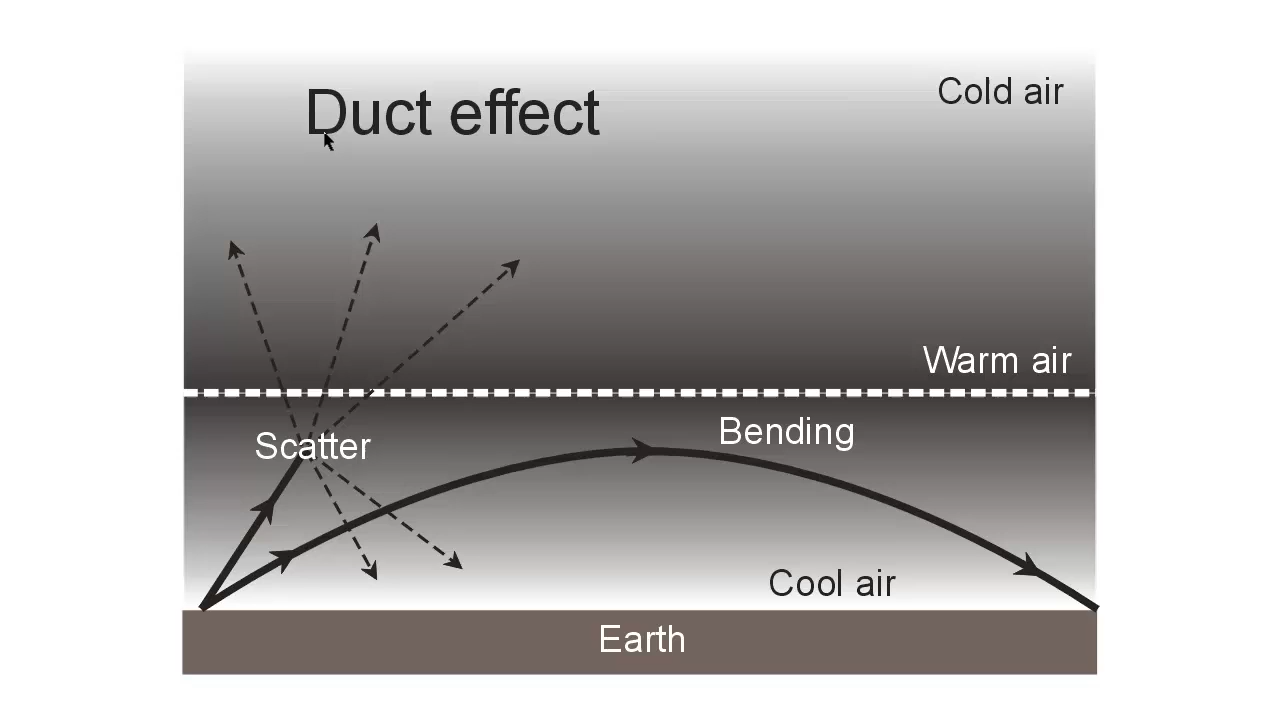 Duct effect
Cold air
Warm air
Bending
Scatter
Cool air
Earth